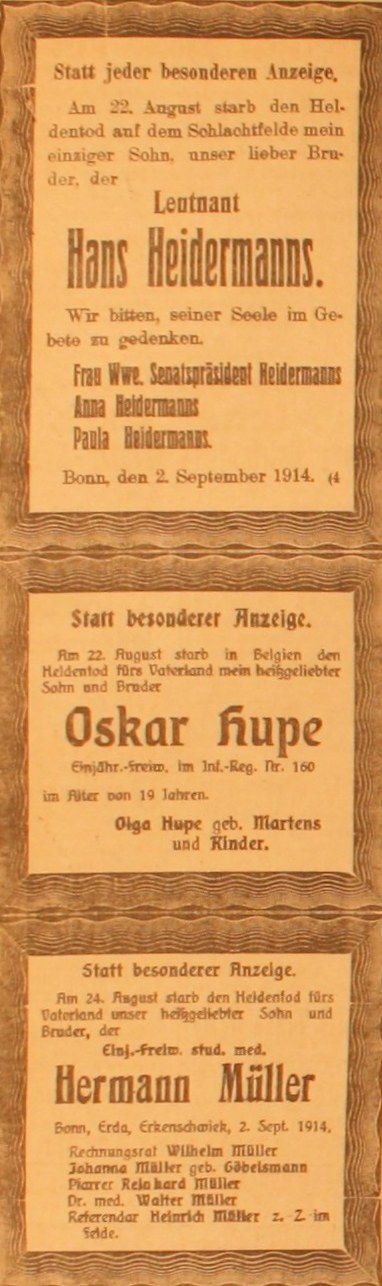 Statt jeder besonderen Anzeige.
Am 22. August starb den Hel-
dentod auf dem Schlachtfelde mein
einziger Sohn, unser lieber Bru-
der, der
Leutnant
Hans Heidermanns.
Wir bitten, seiner Seele im Ge-
bete zu gedenken.
Frau Wwe. Senatspräsident Heidermanns
Anna Heidermanns
Paula Heidermanns.
Bonn, den 2. September 1914. (4
Statt besonderer Anzeige.
Am 22. August starb in Belgien den
Heldentod fürs Vaterland mein heißgeliebter
Sohn und Bruder
Oskar Hupe
Einjähr.-Freiw. im Inf.-Reg. Nr. 160
im Alter von 19 Jahren.
Olga Hupe geb. Martens
und Kinder.
Statt besonderer Anzeige.
Am 24. August starb den Heldentod fürs
Vaterland unser heißgeliebter Sohn und
Bruder, der
Einj.-Freiw. stud. med.
Hermann Müller
Bonn, Erda, Erkenschwick, 2. Sept. 1914.
Rechnungsrat Wilhelm Müller
Johanna Müller geb. Göbelsmann
Pfarrer Reinhard Müller
Dr. med. Walter Müller
Referendar Heinrich Müller z. Z. im
Felde.